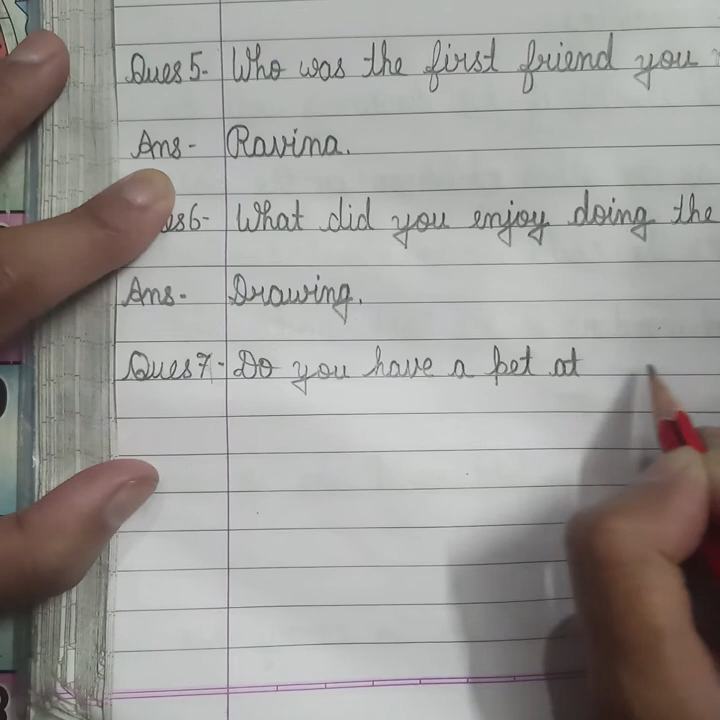 Ques 5- Who was the first friend you
Ans- Ravina.
es6- What did you enjoy doing the
Ans- Drawing.
Ques 7- Do you have a pet at